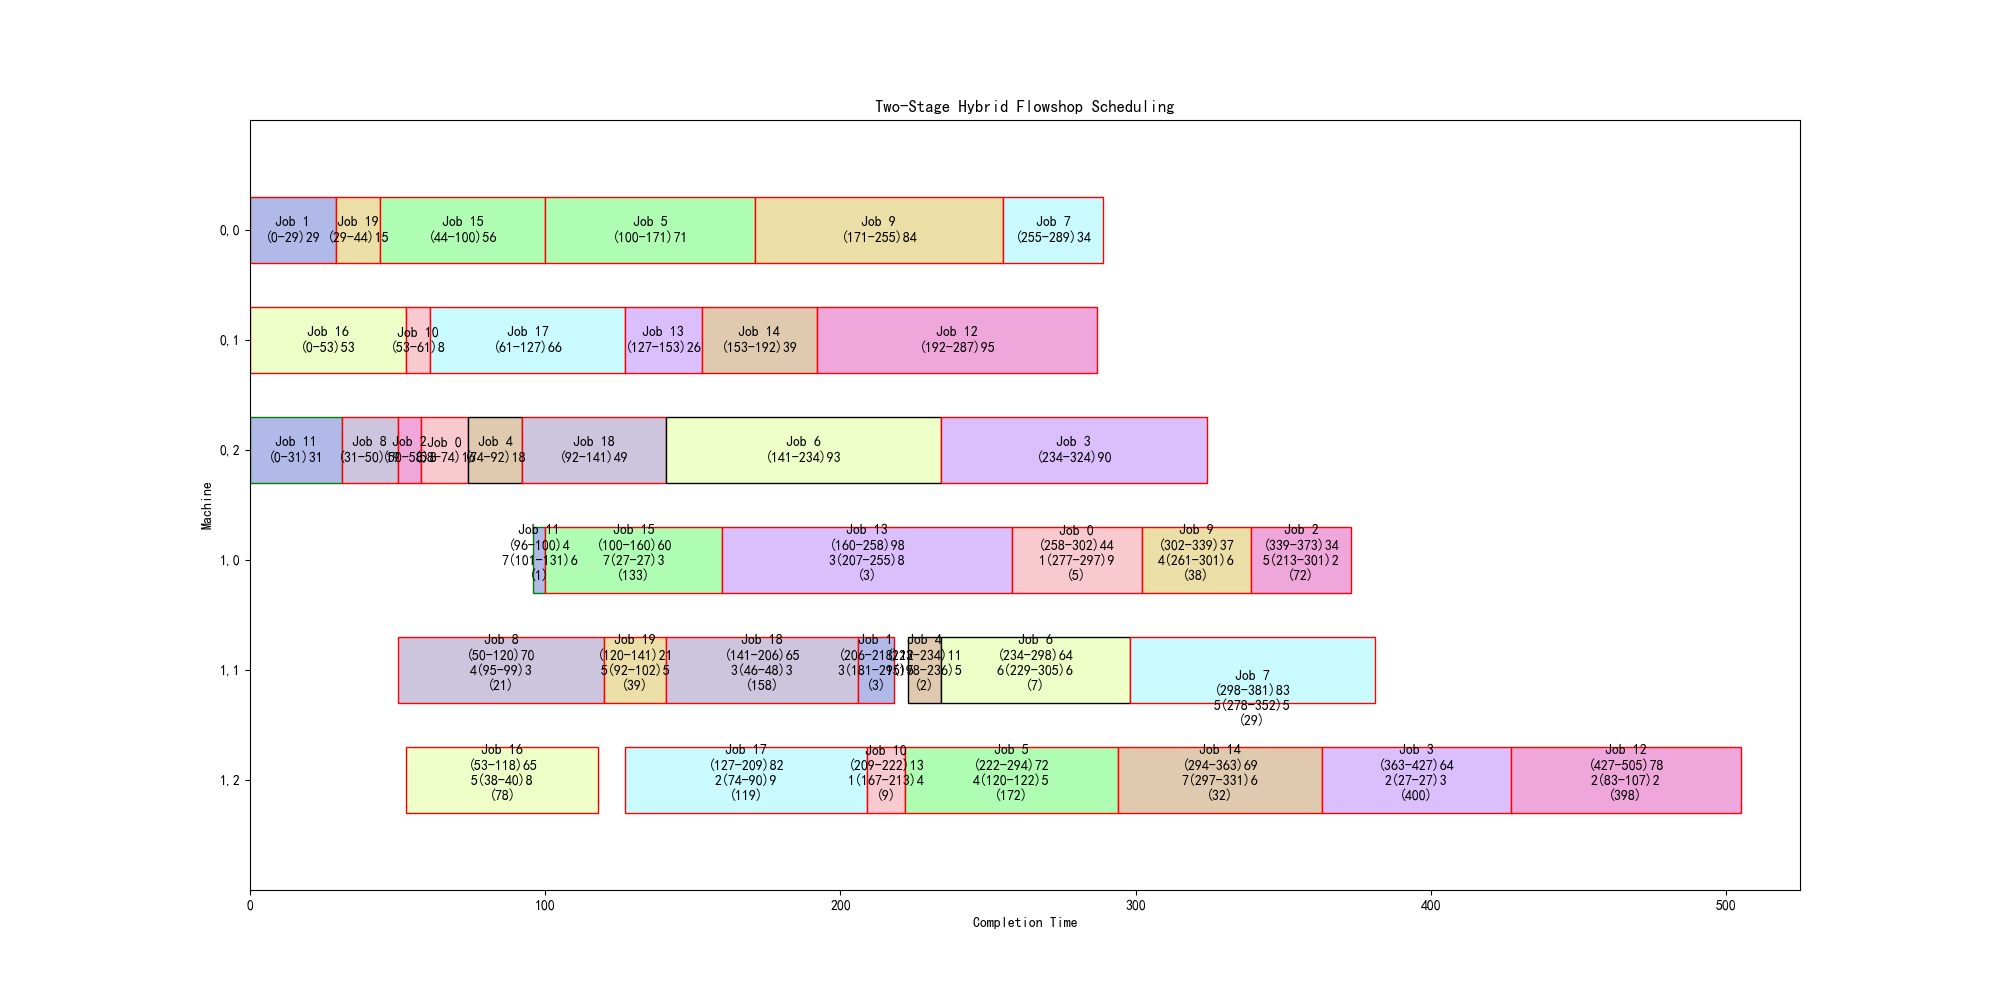 Two-Stage Hybrid Flowshop Scheduling
Machine
0,0
Job 1
(0-29)29
Job 19
(29-44)15
Job 15
(44-100)56
Job 5
(100-171)71
Job 9
(171-255)84
Job 7
(255-289)34
0,1
Job 16
(0-53)53
Job 10
(53-61)8
Job 17
(61-127)66
Job 13
(127-153)26
Job 14
(153-192)39
Job 12
(192-287)95
0,2
Job 11
(0-31)31
Job 8
(31-50)19
Job 2
(50-58)8
Job 0
(58-74)16
Job 4
(74-92)18
Job 18
(92-141)49
Job 6
(141-234)93
Job 3
(234-324)90
1,0
Job 11
(96-100)4
7(101-131)6
(1)
Job 15
(100-160)60
7(27-27)3
(133)
Job 13
(160-258)98
3(207-255)8
(3)
Job 0
(258-302)44
1(277-297)9
(5)
Job 9
(302-339)37
4(261-301)6
(38)
Job 2
(339-373)34
5(213-301)2
(72)
1,1
Job 8
(50-120)70
4(95-99)3
(21)
Job 19
(120-141)21
5(92-102)5
(39)
Job 18
(141-206)65
3(46-48)3
(158)
Job 1
(206-218)12
(3)
Job 4
(2)
Job 6
(234-298)64
6(229-305)6
(7)
Job 7
(298-381)83
5(278-352)5
(29)
1,2
Job 16
(53-118)65
5(38-40)8
(78)
Job 17
(127-209)82
2(74-90)9
(119)
Job 10
(209-222)13
1(167-213)4
(9)
Job 5
(222-294)72
4(120-122)5
(172)
Job 14
(294-363)69
7(297-331)6
(32)
Job 3
(363-427)64
2(27-27)3
(400)
Job 12
(427-505)78
2(83-107)2
(398)
0
100
200
300
400
500
Completion Time